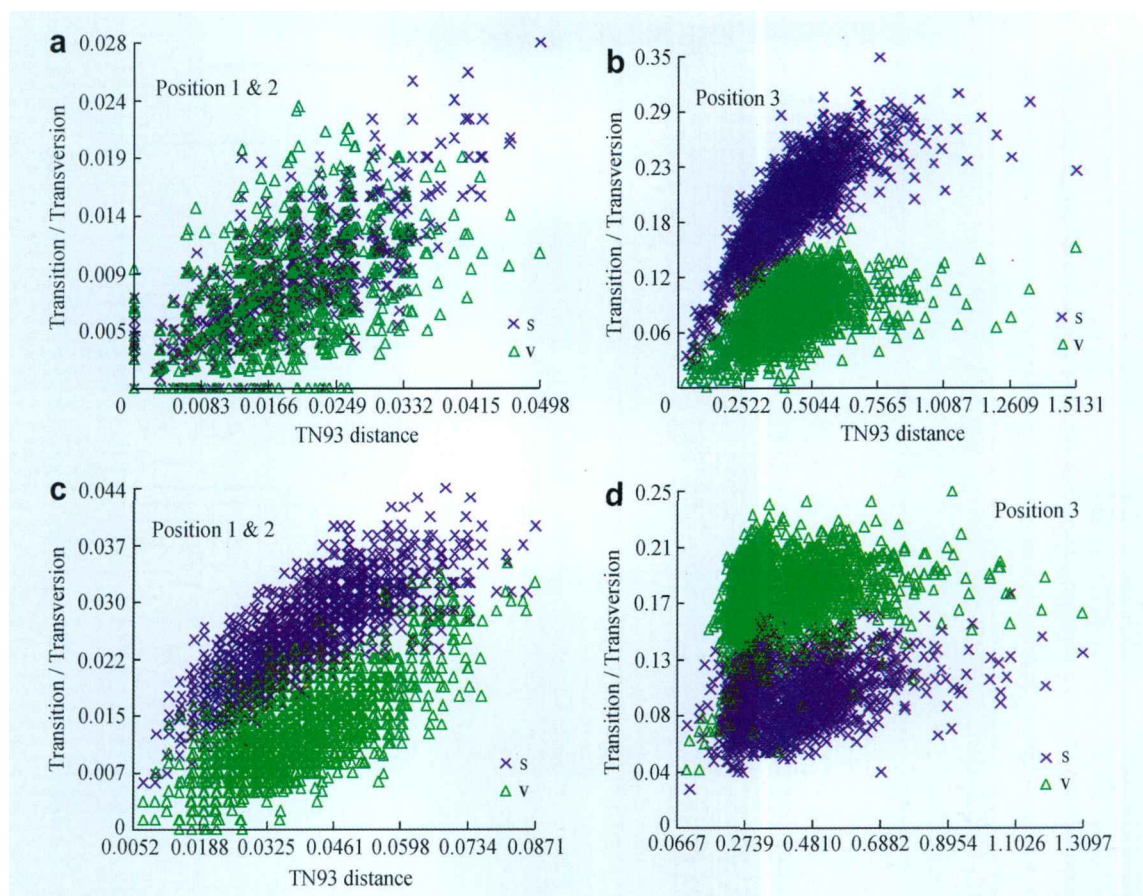 a
0.028
0.024
0.019
0.014
0.009
0.005
Transition / Transversion
Position 1 & 2
s
v
0 0.0083 0.0166 0.0249 0.0332 0.0415 0.0498
TN93 distance
b
0.35
0.29
0.23
0.18
0.12
0.06
Transition / Transversion
Position 3
s
v
0 0.2522 0.5044 0.7565 1.0087 1.2609 1.5131
TN93 distance
c
0.044
0.037
0.030
0.022
0.015
0.007
0
Transition / Transversion
Position 1 & 2
s
v
0.0052 0.0188 0.0325 0.0461 0.0598 0.0734 0.0871
TN93 distance
d
0.25
0.21
0.17
0.13
0.08
0.04
0
Transition / Transversion
Position 3
s
v
0.0667 0.2739 0.4810 0.6882 0.8954 1.1026 1.3097
TN93 distance